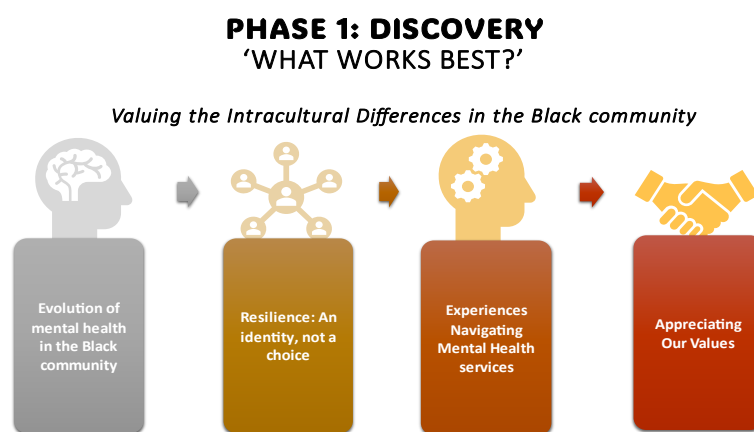 PHASE 1: DISCOVERY
‘WHAT WORKS BEST?’
Valuing the Intracultural Differences in the Black community
Evolution of
mental health
in the Black
community
Resilience: An
identity, not a
choice
Experiences
Navigating
Mental Health
services
Appreciating
Our Values